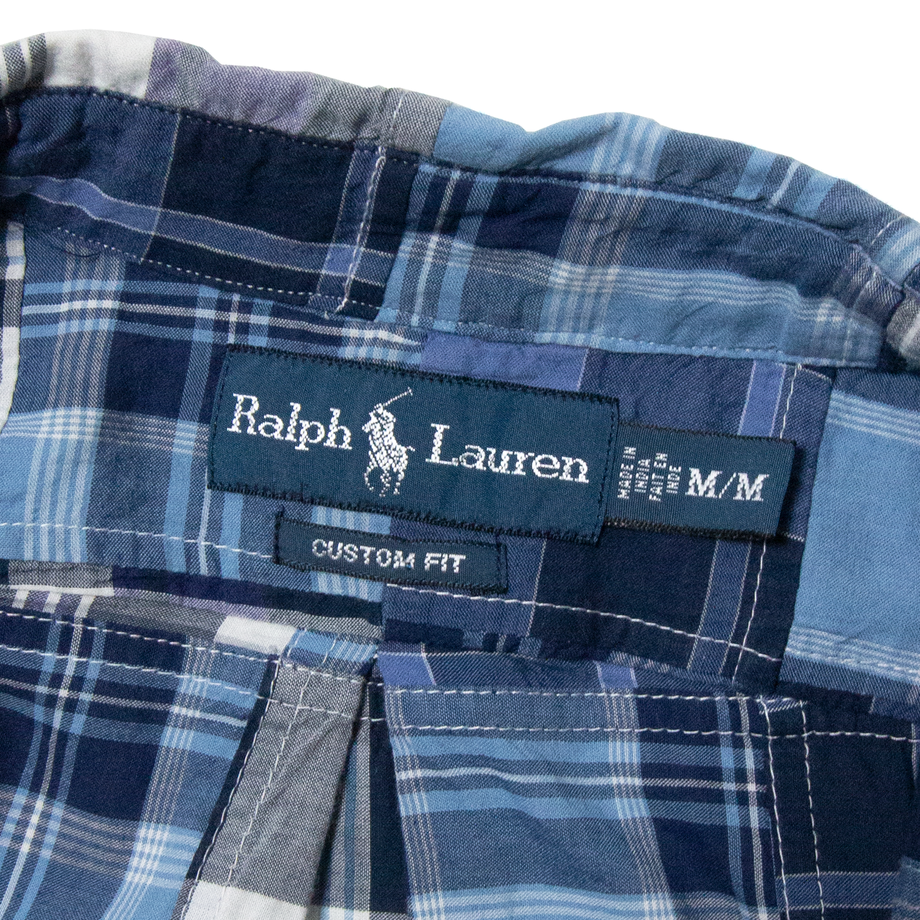 Ralph Lauren
MADE IN
INDIA
FAIT EN
INDE
M/M
CUSTOM FIT